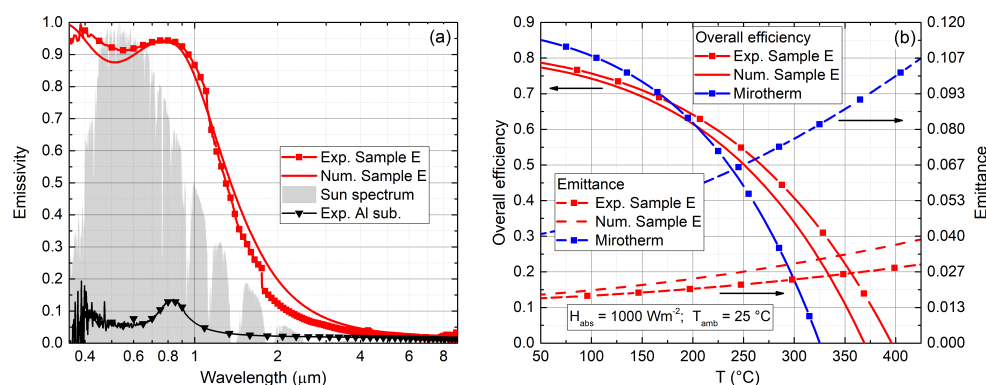 (a)
Emissivity
1.0
0.9
0.8
0.7
0.6
0.5
0.4
0.3
0.2
0.1
0.0
Exp. Sample E
Num. Sample E
Sun spectrum
Exp. Al sub.
0.4 0.6 0.8 1 2 4 6 8
Wavelength (μm)
(b)
Overall efficiency
0.9
0.8
0.7
0.6
0.5
0.4
0.3
0.2
0.1
0.0
Overall efficiency
Exp. Sample E
Num. Sample E
Mirotherm
Emittance
Exp. Sample E
Num. Sample E
Mirotherm
H_abs = 1000 Wm⁻²; T_amb = 25 °C
50 100 150 200 250 300 350 400
T (°C)
0.120
0.107
0.093
0.080
0.067
0.053
0.040
0.027
0.013
0.000
Emittance